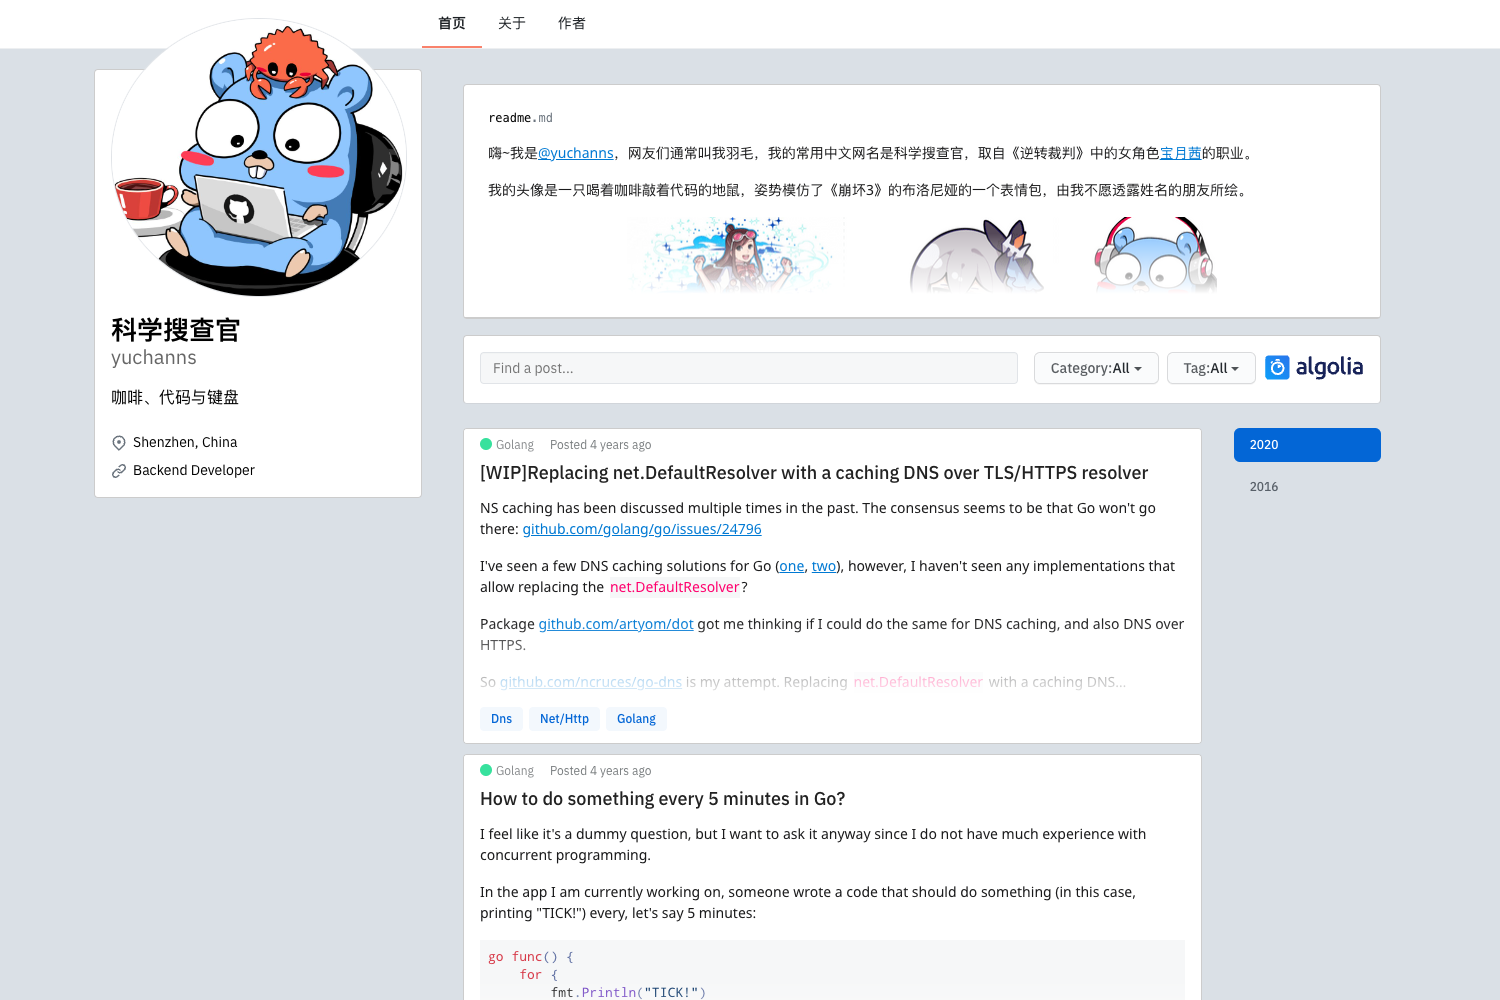 首页 关于 作者
科学搜查官
yuchanns
咖啡、代码与键盘
Shenzhen, China
Backend Developer
readme.md
嗨~我是@yuchanns，网友们通常叫我羽毛，我的常用中文网名是科学搜查官，取自《逆转裁判》中的女角色宝月茜的职业。
我的头像是一只喝着咖啡敲着代码的地鼠，姿势模仿了《崩坏3》的布洛尼娅的一个表情包，由我不愿透露姓名的朋友所绘。
Find a post...
Category:All
Tag:All
algolia
Golang Posted 4 years ago
[WIP]Replacing net.DefaultResolver with a caching DNS over TLS/HTTPS resolver
NS caching has been discussed multiple times in the past. The consensus seems to be that Go won't go
there: github.com/golang/go/issues/24796
I've seen a few DNS caching solutions for Go (one, two), however, I haven't seen any implementations that
allow replacing the net.DefaultResolver?
Package github.com/artyom/dot got me thinking if I could do the same for DNS caching, and also DNS over
HTTPS.
So github.com/ncruces/go-dns is my attempt. Replacing net.DefaultResolver with a caching DNS...
Dns Net/Http Golang
2020
2016
Golang Posted 4 years ago
How to do something every 5 minutes in Go?
I feel like it's a dummy question, but I want to ask it anyway since I do not have much experience with
concurrent programming.
In the app I am currently working on, someone wrote a code that should do something (in this case,
printing "TICK!") every, let's say 5 minutes:
go func() {
for {
fmt.Println("TICK!")